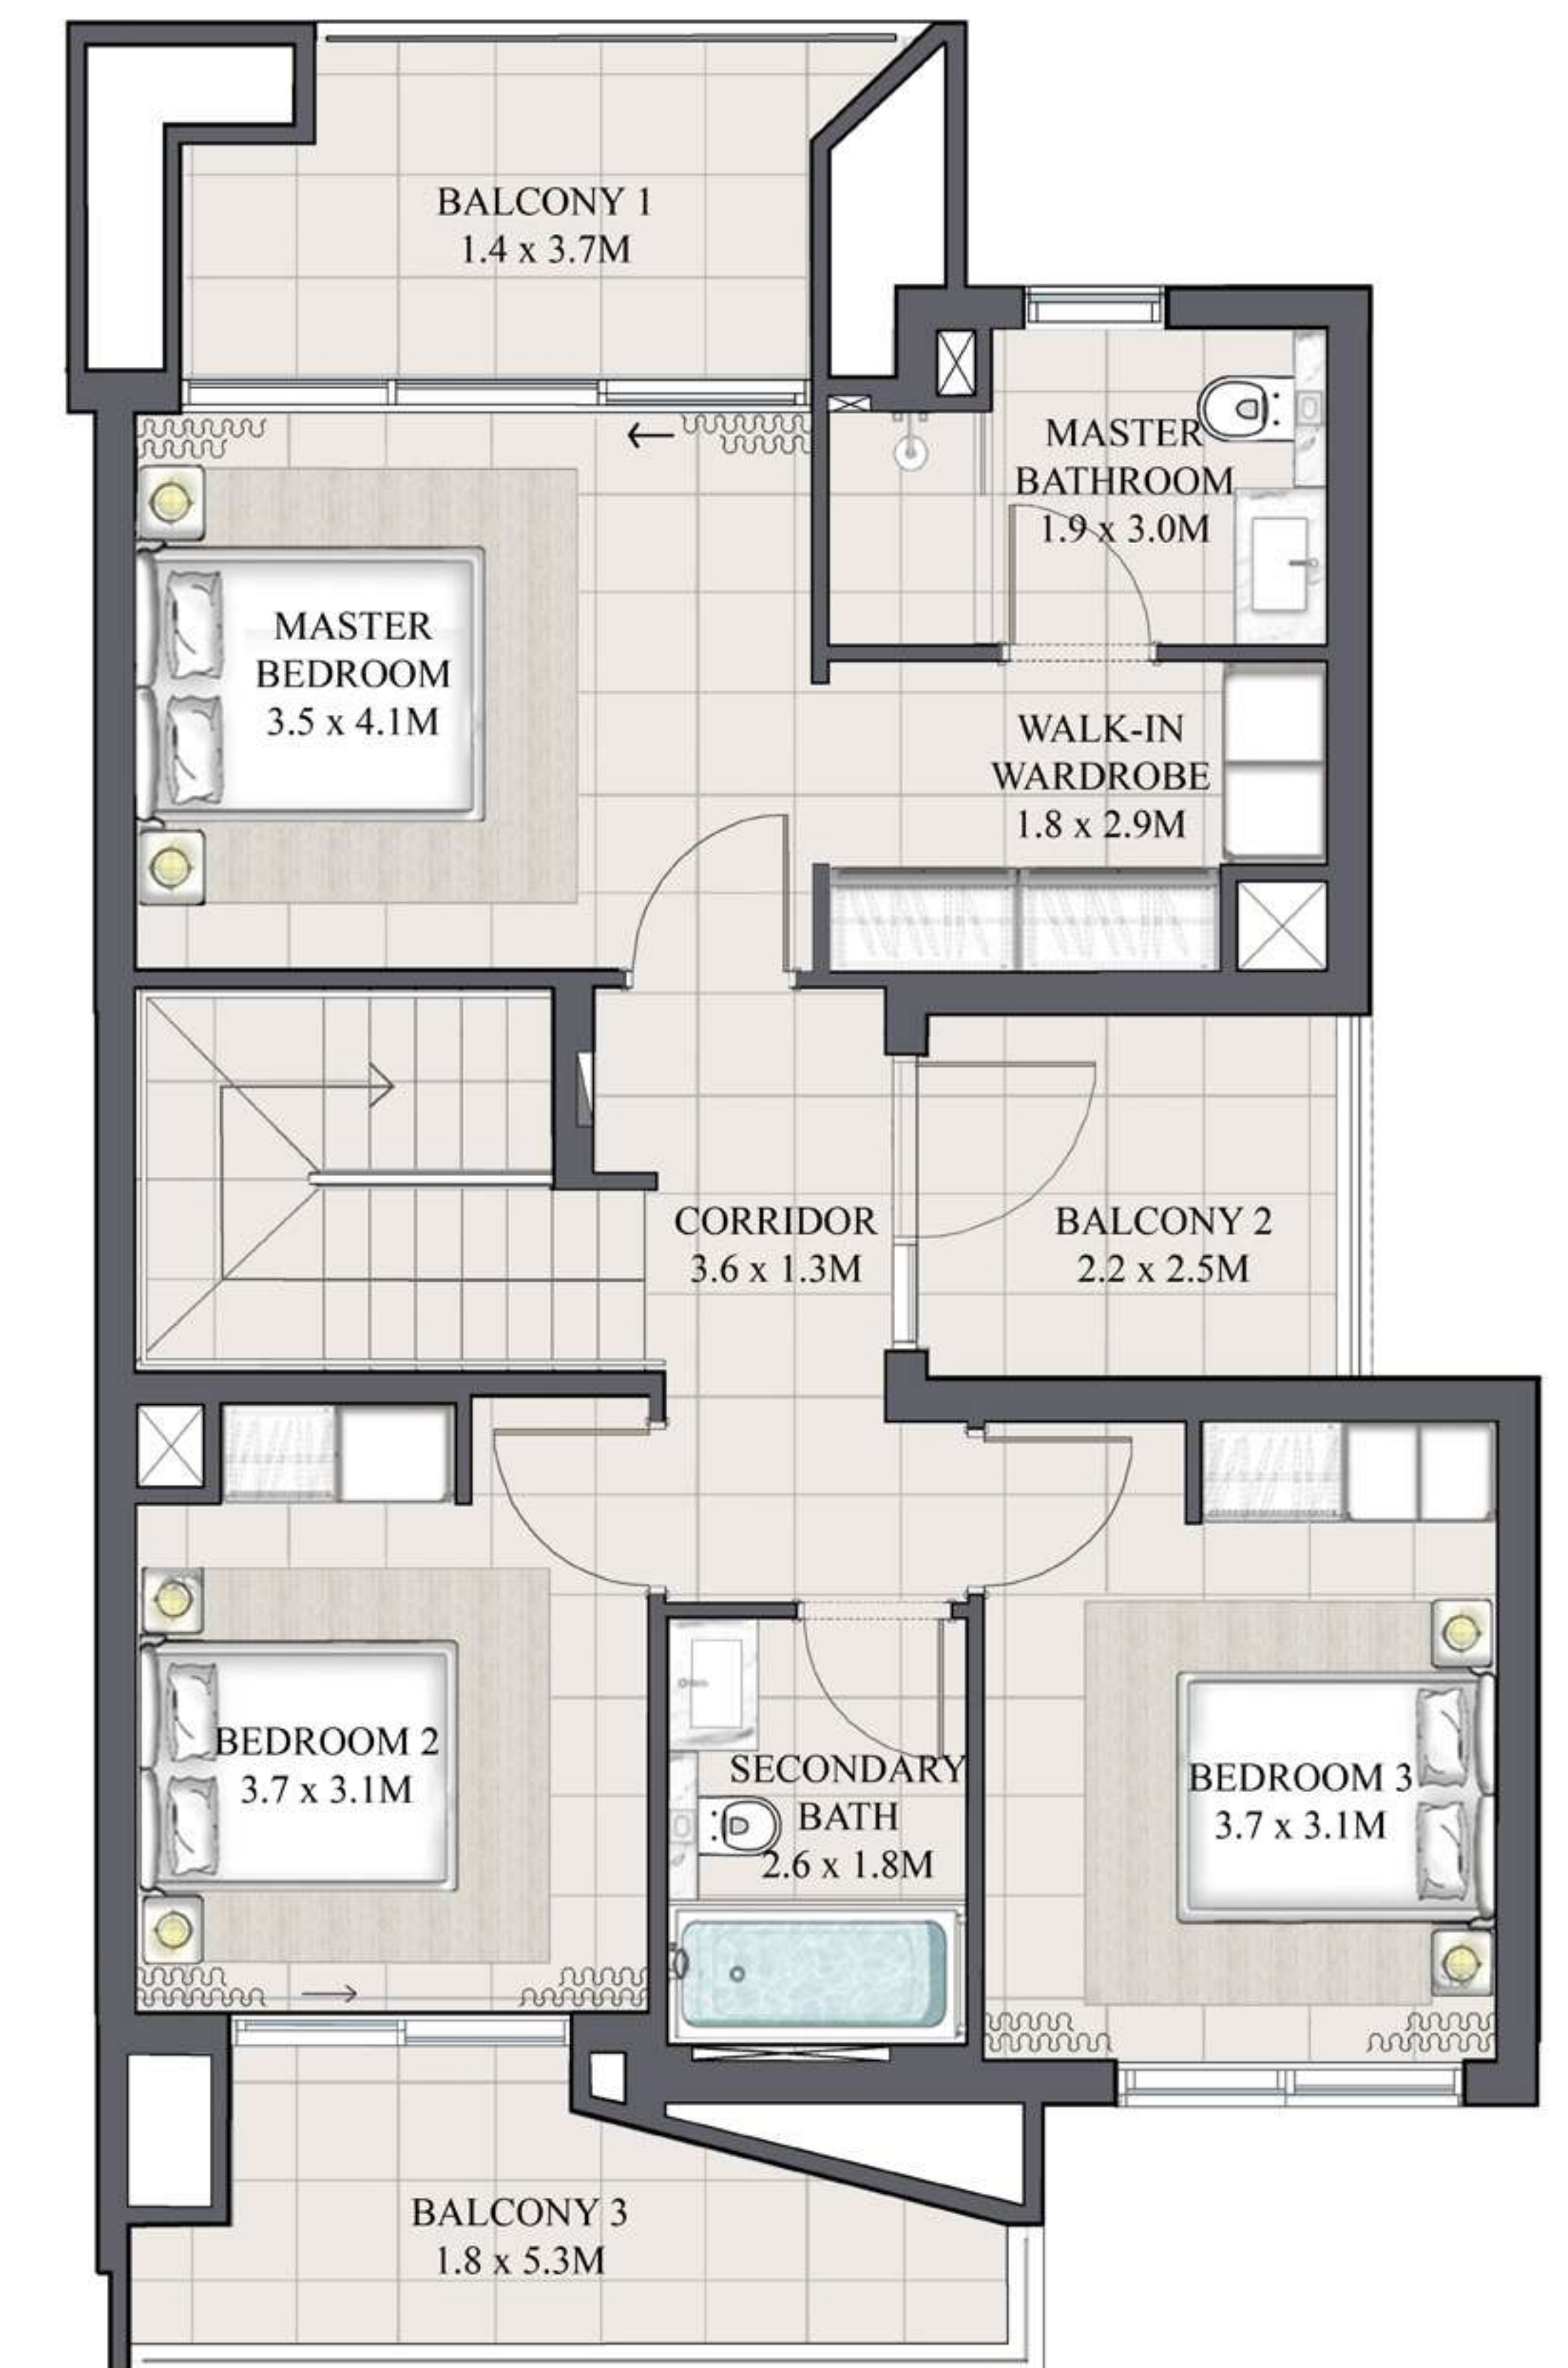 BALCONY 1
1.4 x 3.7M
MASTER
BATHROOM
1.9 x 3.0M
MASTER
BEDROOM
3.5 x 4.1M
WALK-IN
WARDROBE
1.8 x 2.9M
CORRIDOR
3.6 x 1.3M
BALCONY 2
2.2 x 2.5M
BEDROOM 2
3.7 x 3.1M
SECONDARY
BATH
2.6 x 1.8M
BEDROOM 3
3.7 x 3.1M
BALCONY 3
1.8 x 5.3M